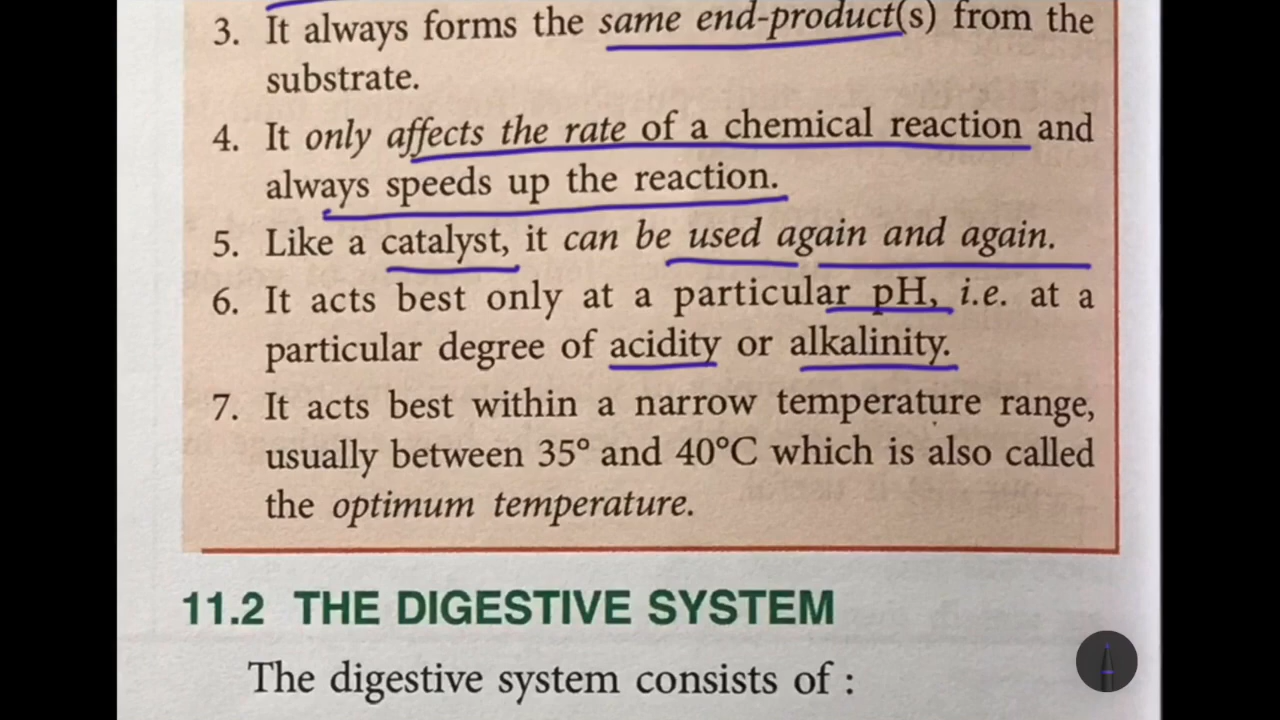 3. It always forms the same end-product(s) from the
substrate.
4. It only affects the rate of a chemical reaction and
always speeds up the reaction.
5. Like a catalyst, it can be used again and again.
6. It acts best only at a particular pH, i.e. at a
particular degree of acidity or alkalinity.
7. It acts best within a narrow temperature range,
usually between 35° and 40°C which is also called
the optimum temperature.
11.2 THE DIGESTIVE SYSTEM
The digestive system consists of :